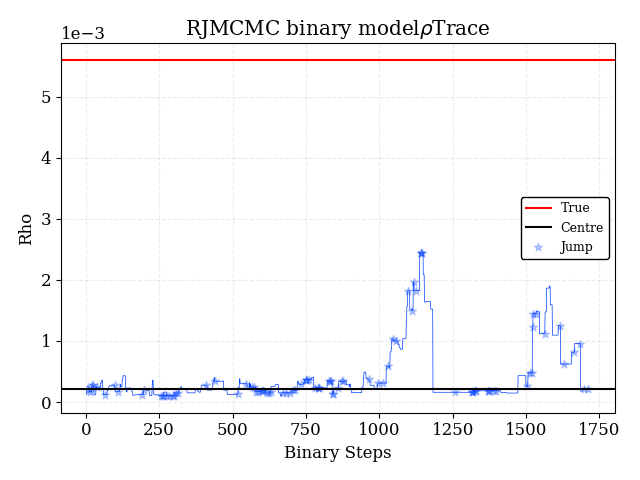 RJMCMC binary modelρTrace
1e−3
5
4
3
2
1
0
Rho
True
Centre
Jump
0 250 500 750 1000 1250 1500 1750
Binary Steps